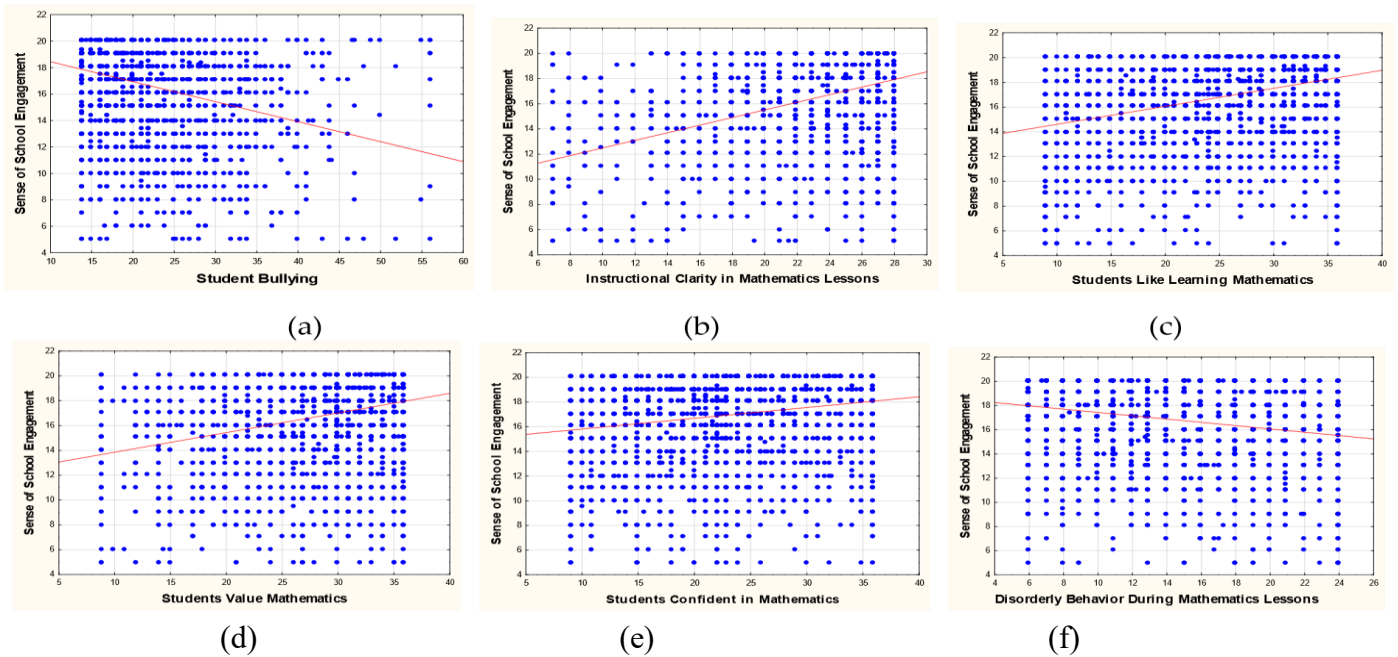 22
20
18
16
14
12
10
8
6
4
Sense of School Engagement
10 15 20 25 30 35 40 45 50 55 60
Student Bullying
(a)
22
20
18
16
14
12
10
8
6
4
Sense of School Engagement
6 8 10 12 14 16 18 20 22 24 26 28 30
Instructional Clarity in Mathematics Lessons
(b)
22
20
18
16
14
12
10
8
6
4
Sense of School Engagement
5 10 15 20 25 30 35 40
Students Like Learning Mathematics
(c)
22
20
18
16
14
12
10
8
6
4
Sense of School Engagement
5 10 15 20 25 30 35 40
Students Value Mathematics
(d)
22
20
18
16
14
12
10
8
6
4
Sense of School Engagement
5 10 15 20 25 30 35 40
Students Confident in Mathematics
(e)
22
20
18
16
14
12
10
8
6
4
Sense of School Engagement
4 6 8 10 12 14 16 18 20 22 24 26
Disorderly Behavior During Mathematics Lessons
(f)